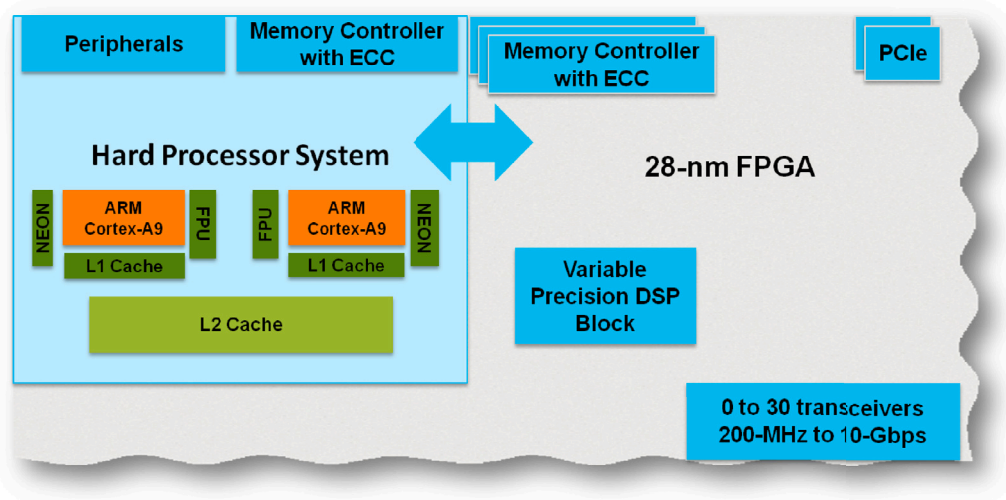 Peripherals
Memory Controller
with ECC
Memory Controller
with ECC
PCIe
Hard Processor System
28-nm FPGA
NEON
ARM
Cortex-A9
FPU
FPU
ARM
Cortex-A9
NEON
L1 Cache
L1 Cache
Variable
Precision DSP
Block
L2 Cache
0 to 30 transceivers
200-MHz to 10-Gbps